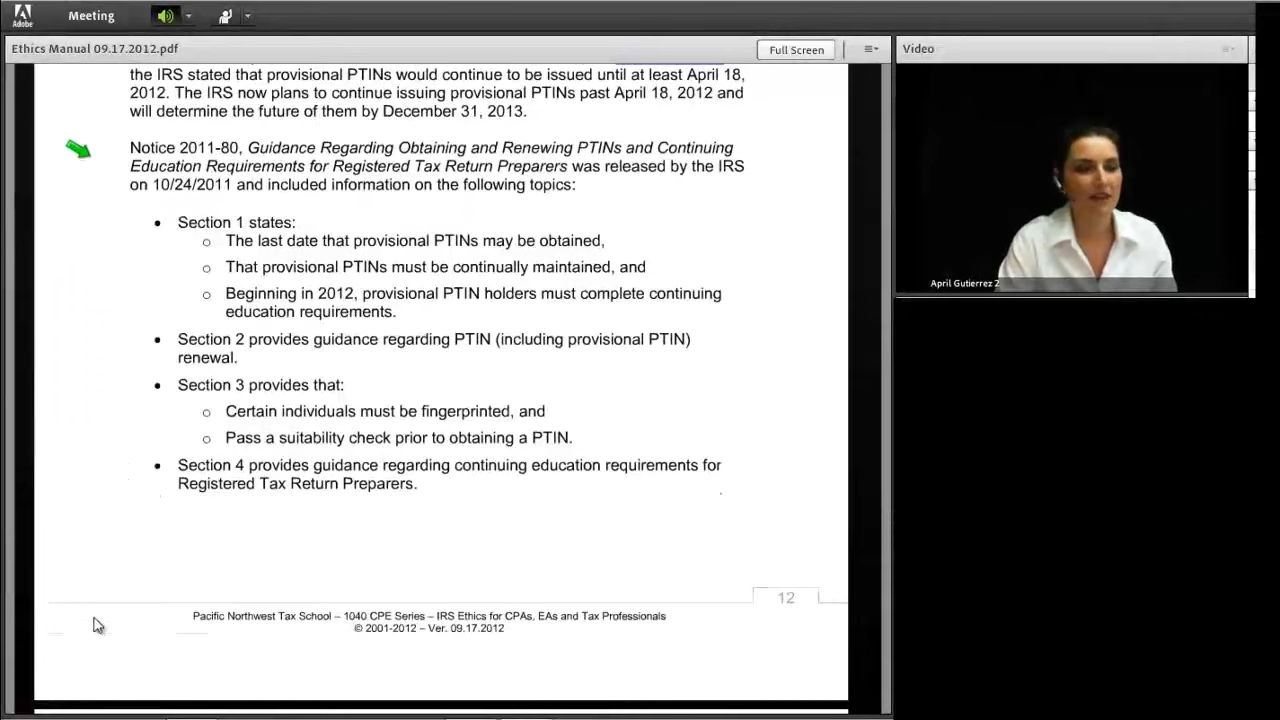 Adobe
Meeting
Ethics Manual 09.17.2012.pdf
Full Screen
Video
the IRS stated that provisional PTINs would continue to be issued until at least April 18,
2012. The IRS now plans to continue issuing provisional PTINs past April 18, 2012 and
will determine the future of them by December 31, 2013.
Notice 2011-80, Guidance Regarding Obtaining and Renewing PTINs and Continuing
Education Requirements for Registered Tax Return Preparers was released by the IRS
on 10/24/2011 and included information on the following topics:
• Section 1 states:
o The last date that provisional PTINs may be obtained,
o That provisional PTINs must be continually maintained, and
o Beginning in 2012, provisional PTIN holders must complete continuing
education requirements.
• Section 2 provides guidance regarding PTIN (including provisional PTIN)
renewal.
• Section 3 provides that:
o Certain individuals must be fingerprinted, and
o Pass a suitability check prior to obtaining a PTIN.
• Section 4 provides guidance regarding continuing education requirements for
Registered Tax Return Preparers.
12
Pacific Northwest Tax School – 1040 CPE Series – IRS Ethics for CPAs, EAs and Tax Professionals
© 2001-2012 – Ver. 09.17.2012
April Gutierrez 2